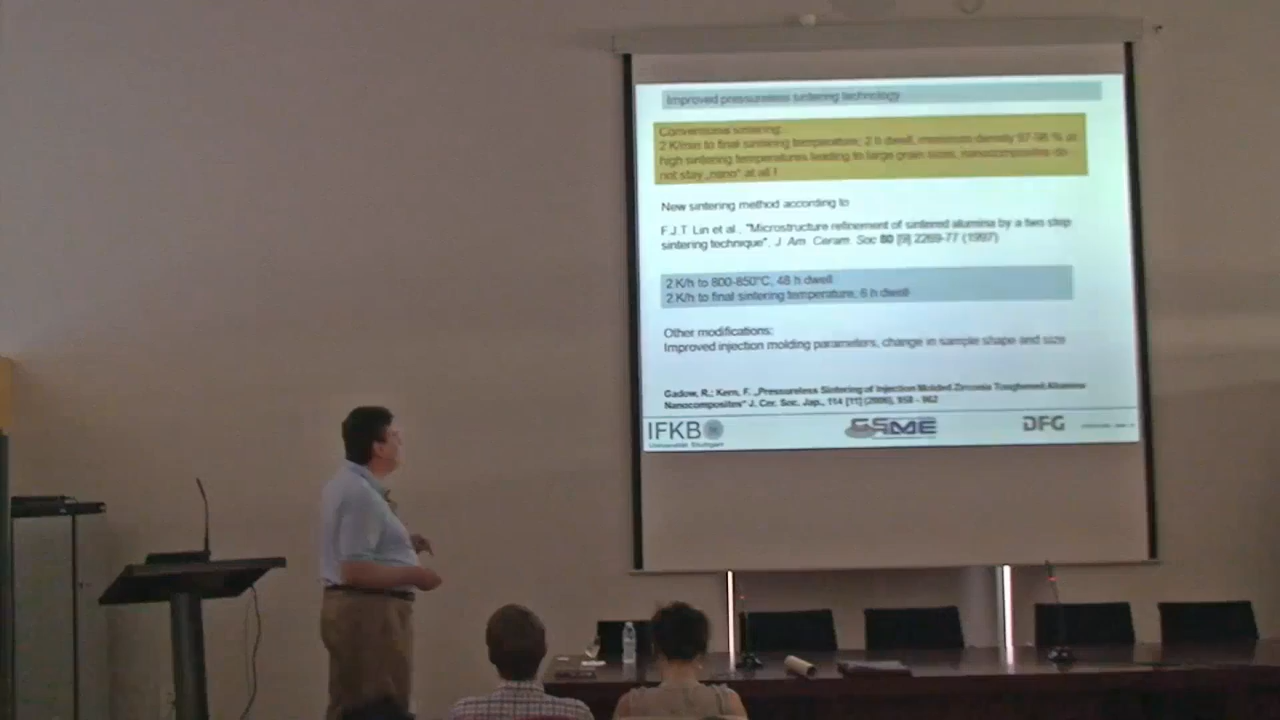 Improved pressureless sintering technology
Conventional sintering:
2 K/min to final sintering temperature, 2 h dwell, maximum density 97-98 % at
high sintering temperatures leading to large grain sizes, nanocomposites do
not stay „nano“ at all !
New sintering method according to
F.J.T. Lin et al., "Microstructure refinement of sintered alumina by a two step
sintering technique", J. Am. Ceram. Soc 80 [9] 2269-77 (1997)
2 K/h to 800-850°C, 48 h dwell
2 K/h to final sintering temperature, 6 h dwell
Other modifications:
Improved injection molding parameters, change in sample shape and size
Gadow, R.; Kern, F. „Pressureless Sintering of Injection Molded Zirconia Toughened Alumina
Nanocomposites“ J. Cer. Soc. Jap., 114 [11] (2006), 958 - 962
IFKB
Universität Stuttgart
GSME
DFG